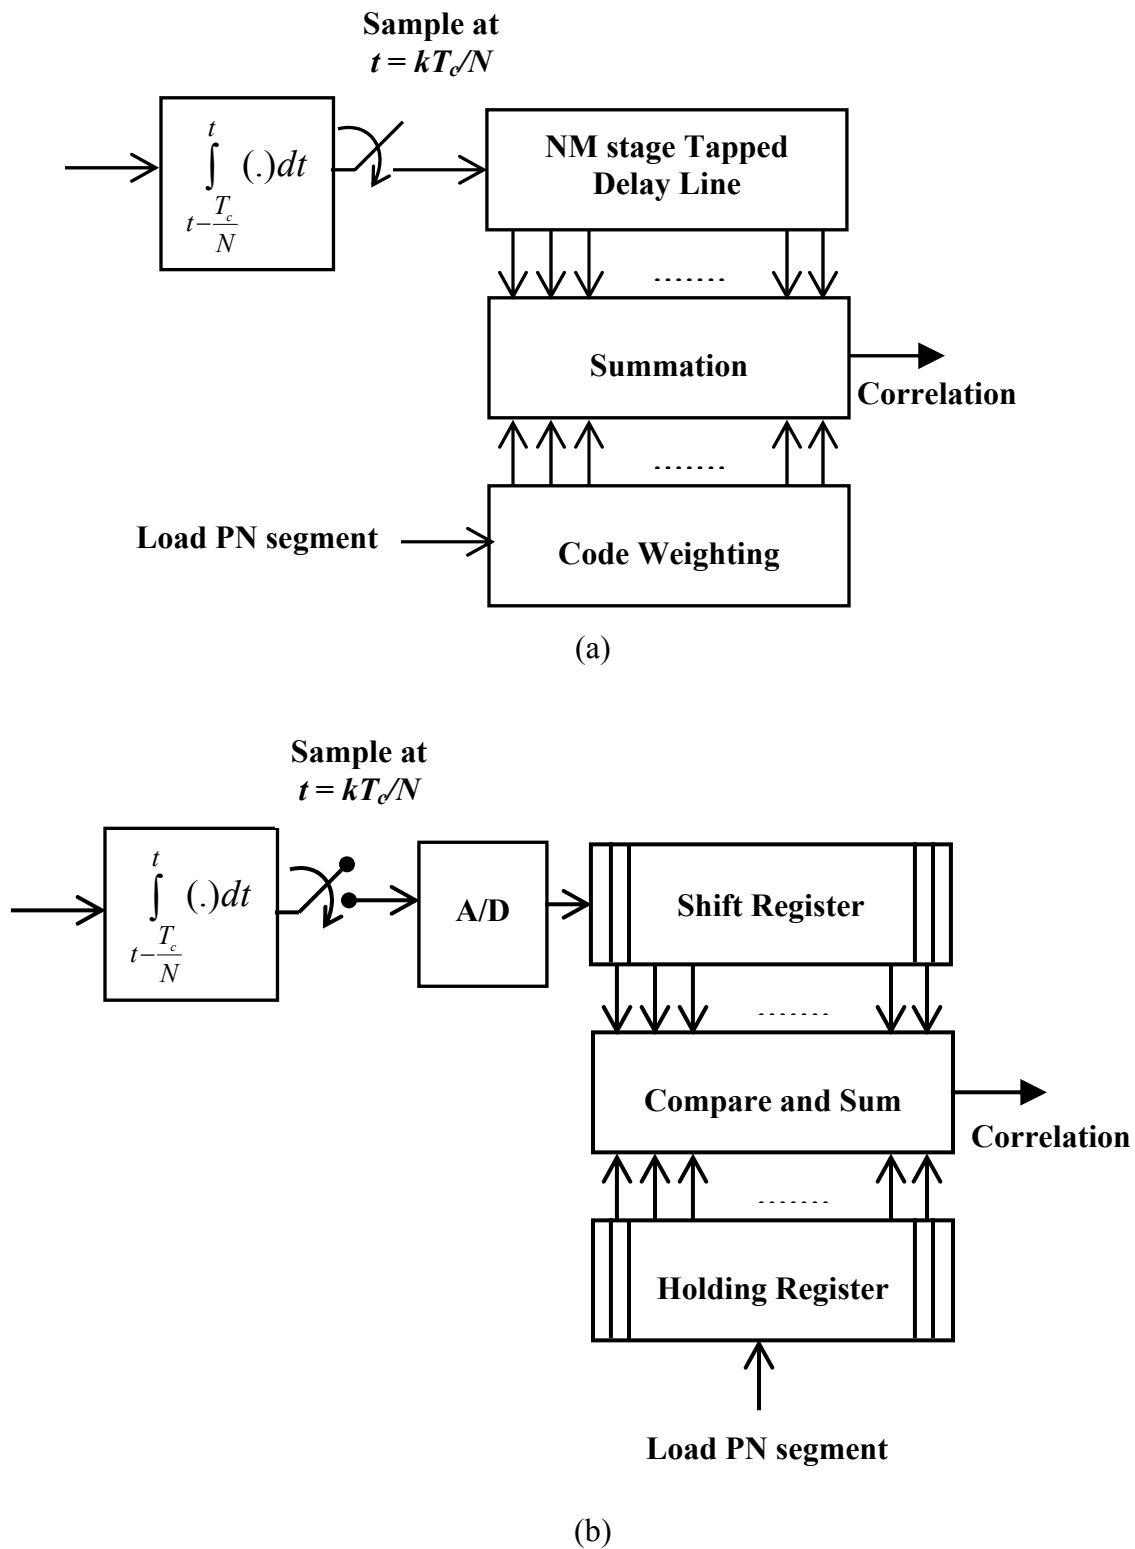 Sample at
t = kT_c/N
∫_{t-T_c/N}^{t} (.)dt
NM stage Tapped
Delay Line
.......
Summation
Correlation
.......
Load PN segment
Code Weighting
(a)
Sample at
t = kT_c/N
∫_{t-T_c/N}^{t} (.)dt
A/D
Shift Register
.......
Compare and Sum
Correlation
.......
Holding Register
Load PN segment
(b)